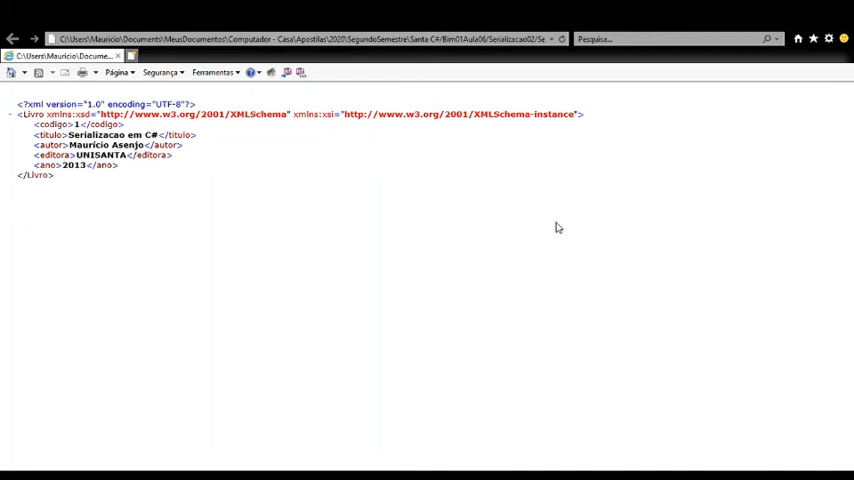 C:\Users\Mauricio\Documents\MeusDocumentos\Computador - Casa\Apostilas\2020\SegundoSemestre\Santa C#/Bim01Aula06/Serializacao02/Se
Pesquisa...
C:\Users\Mauricio\Docume...
Página
Segurança
Ferramentas
<?xml version="1.0" encoding="UTF-8"?>
- <Livro xmlns:xsd="http://www.w3.org/2001/XMLSchema" xmlns:xsi="http://www.w3.org/2001/XMLSchema-instance">
<codigo>1</codigo>
<titulo>Serializacao em C#</titulo>
<autor>Maurício Asenjo</autor>
<editora>UNISANTA</editora>
<ano>2013</ano>
</Livro>